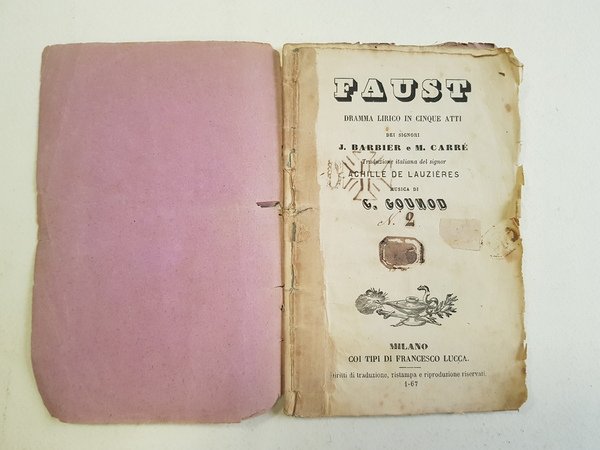 FAUST
DRAMMA LIRICO IN CINQUE ATTI
DEI SIGNORI
J. BARBIER e M. CARRÉ
Traduzione italiana del signor
ACHILLE DE LAUZIÈRES
MUSICA DI
C. GOUNOD
N. 2
MILANO
COI TIPI DI FRANCESCO LUCCA.
Diritti di traduzione, ristampa e riproduzione riservati.
1-67